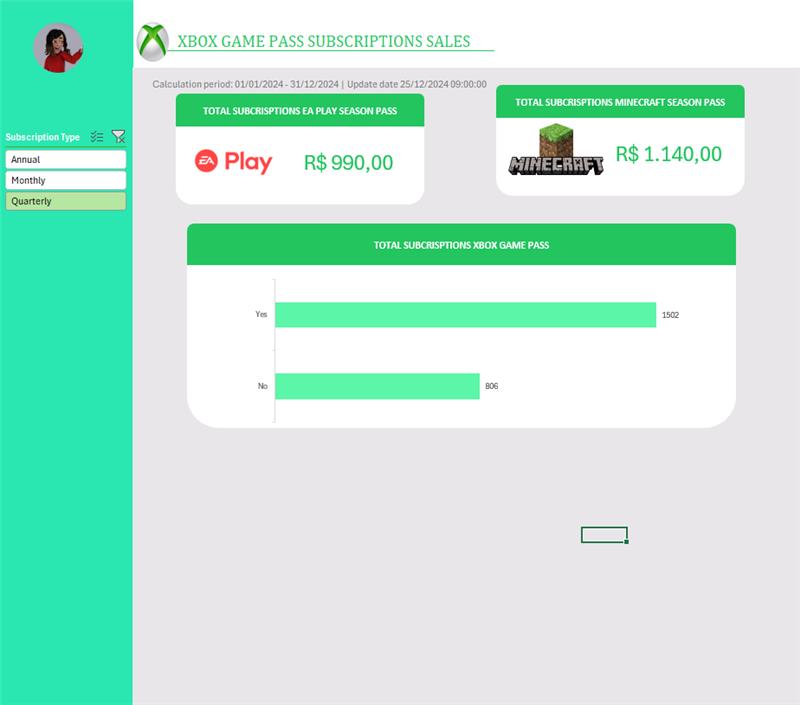 XBOX GAME PASS SUBSCRIPTIONS SALES
Calculation period: 01/01/2024 - 31/12/2024 | Update date 25/12/2024 09:00:00
Subscription Type
Annual
Monthly
Quarterly
TOTAL SUBCRISPTIONS EA PLAY SEASON PASS
EA Play
R$ 990,00
TOTAL SUBCRISPTIONS MINECRAFT SEASON PASS
MINECRAFT
R$ 1.140,00
TOTAL SUBCRISPTIONS XBOX GAME PASS
Yes
1502
No
806